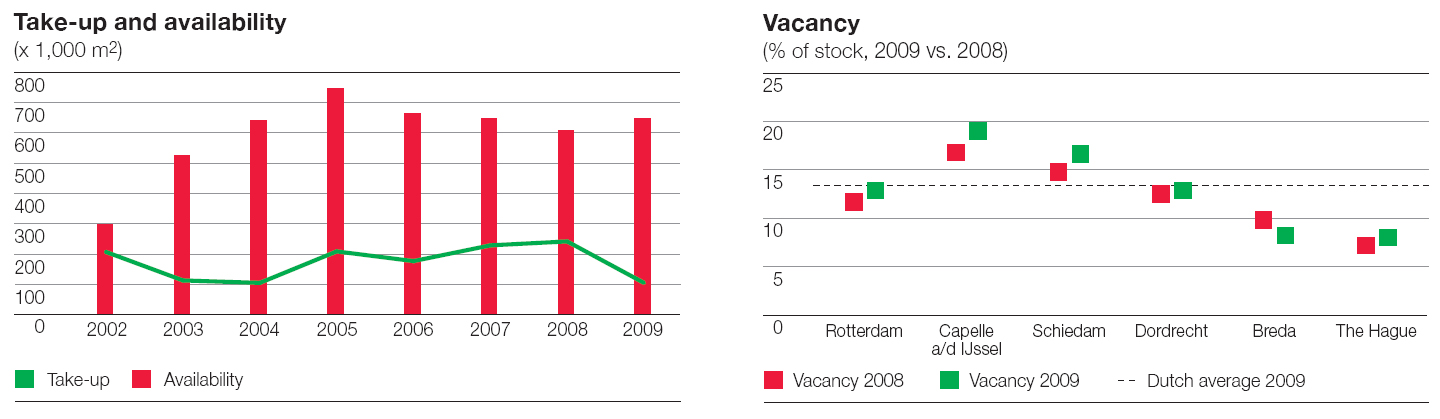 Take-up and availability
(x 1,000 m2)
800
700
600
500
400
300
200
100
0
2002 2003 2004 2005 2006 2007 2008 2009
Take-up Availability
Vacancy
(% of stock, 2009 vs. 2008)
25
20
15
10
5
0
Rotterdam Capelle Schiedam Dordrecht Breda The Hague
a/d IJssel
Vacancy 2008 Vacancy 2009 Dutch average 2009